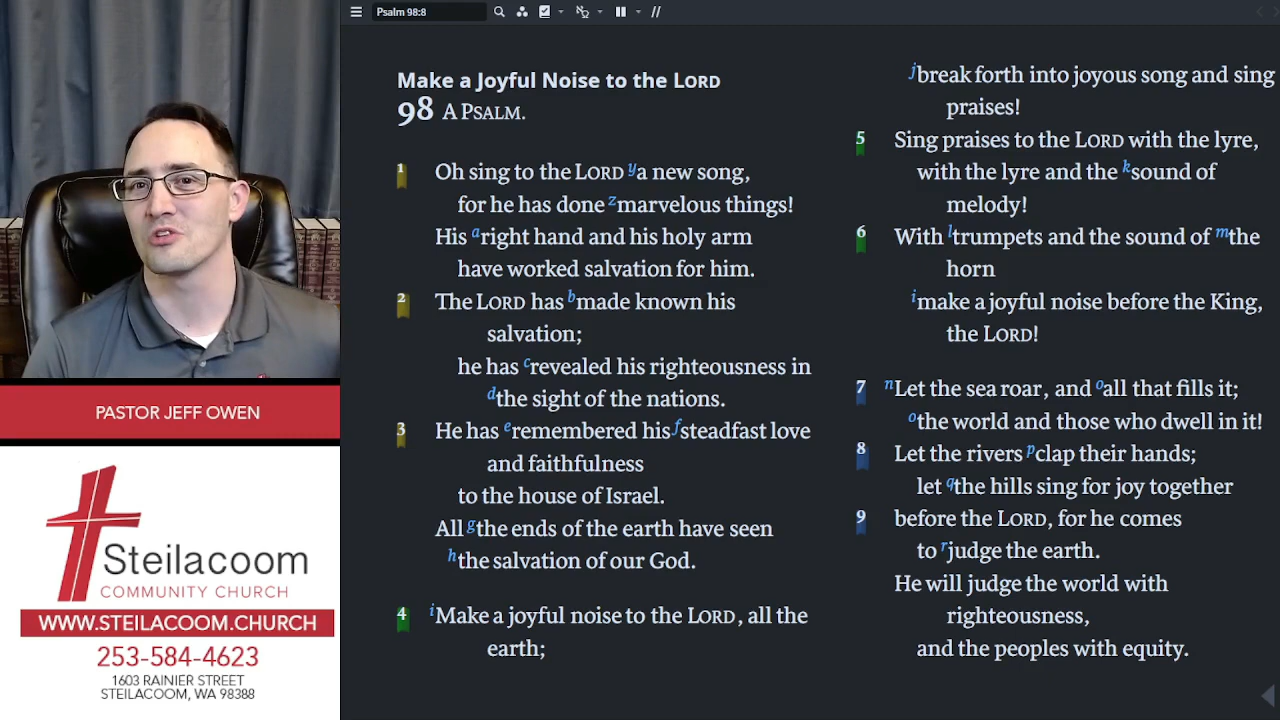 Psalm 98:8
PASTOR JEFF OWEN
Steilacoom
COMMUNITY CHURCH
WWW.STEILACOOM.CHURCH
253-584-4623
1603 RAINIER STREET
STEILACOOM, WA 98388
Make a Joyful Noise to the LORD
98 A PSALM.
1 Oh sing to the LORD y a new song,
for he has done z marvelous things!
His a right hand and his holy arm
have worked salvation for him.
2 The LORD has b made known his
salvation;
he has c revealed his righteousness in
d the sight of the nations.
3 He has e remembered his f steadfast love
and faithfulness
to the house of Israel.
All g the ends of the earth have seen
h the salvation of our God.
4 i Make a joyful noise to the LORD, all the
earth;
j break forth into joyous song and sing
praises!
5 Sing praises to the LORD with the lyre,
with the lyre and the k sound of
melody!
6 With l trumpets and the sound of m the
horn
i make a joyful noise before the King,
the LORD!
7 n Let the sea roar, and o all that fills it;
o the world and those who dwell in it!
8 Let the rivers p clap their hands;
let q the hills sing for joy together
9 before the LORD, for he comes
to r judge the earth.
He will judge the world with
righteousness,
and the peoples with equity.